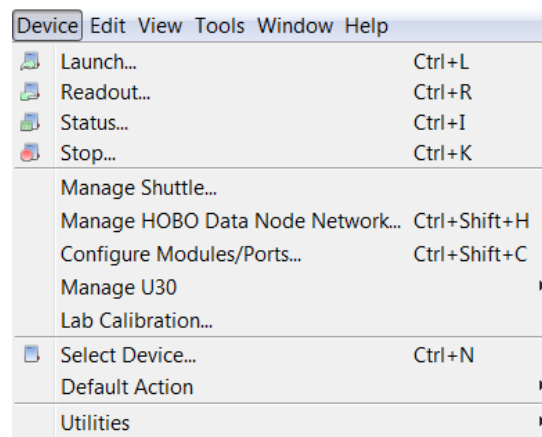 Device Edit View Tools Window Help
Launch... Ctrl+L
Readout... Ctrl+R
Status... Ctrl+I
Stop... Ctrl+K
Manage Shuttle...
Manage HOBO Data Node Network... Ctrl+Shift+H
Configure Modules/Ports... Ctrl+Shift+C
Manage U30
Lab Calibration...
Select Device... Ctrl+N
Default Action
Utilities